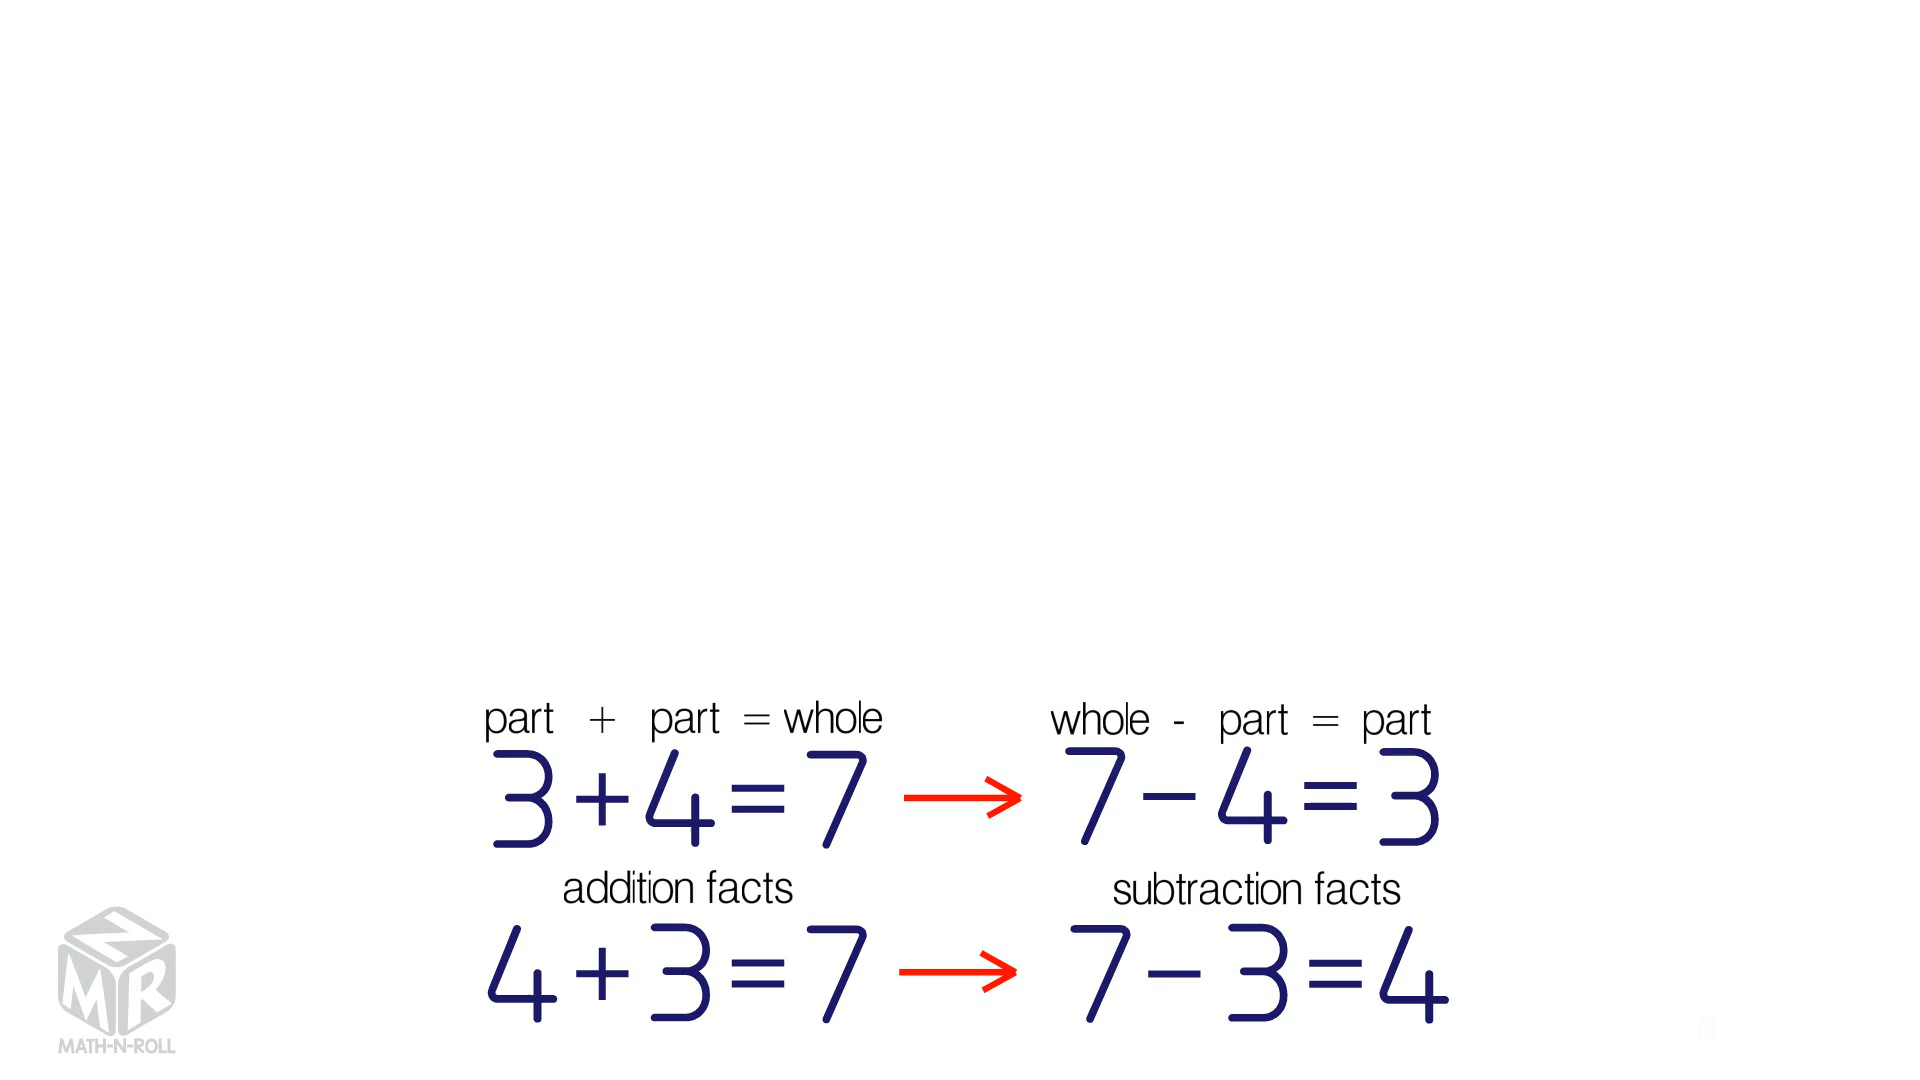 part + part = whole
3+4=7 → 7-4=3
whole - part = part
addition facts
subtraction facts
4+3=7 → 7-3=4
MNR
MATH-N-ROLL